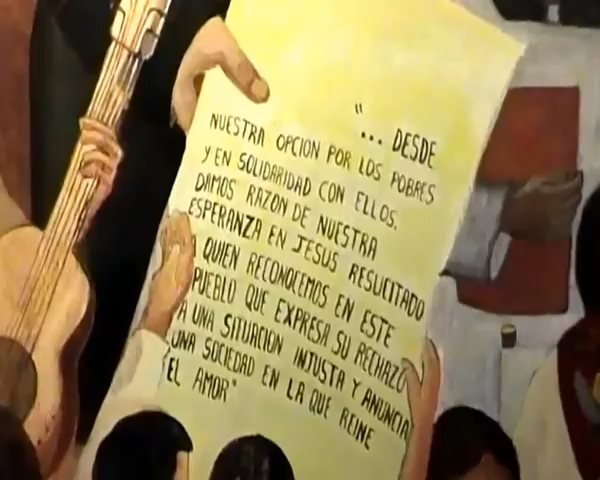 "... DESDE
NUESTRA OPCION POR LOS POBRES
Y EN SOLIDARIDAD CON ELLOS,
DAMOS RAZON DE NUESTRA
ESPERANZA EN JESUS RESUCITADO
QUIEN RECONOCEMOS EN ESTE
PUEBLO QUE EXPRESA SU RECHAZO
A UNA SITUACION INJUSTA Y ANUNCIA
UNA SOCIEDAD EN LA QUE REINE
EL AMOR"